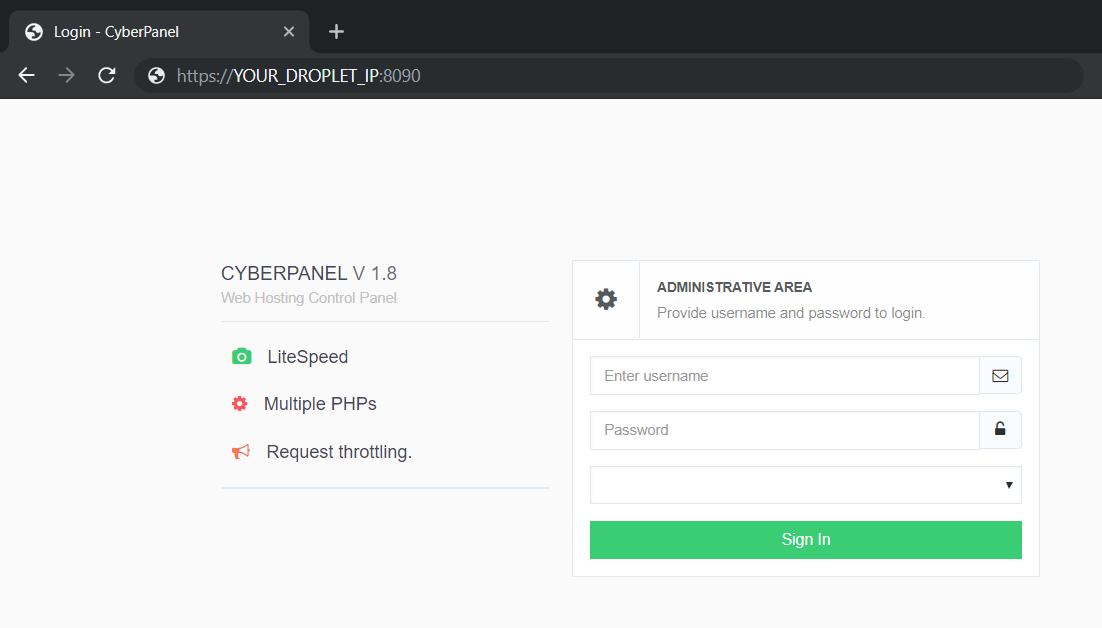 Login - CyberPanel
https://YOUR_DROPLET_IP:8090
CYBERPANEL V 1.8
Web Hosting Control Panel
LiteSpeed
Multiple PHPs
Request throttling.
ADMINISTRATIVE AREA
Provide username and password to login.
Enter username
Password
Sign In